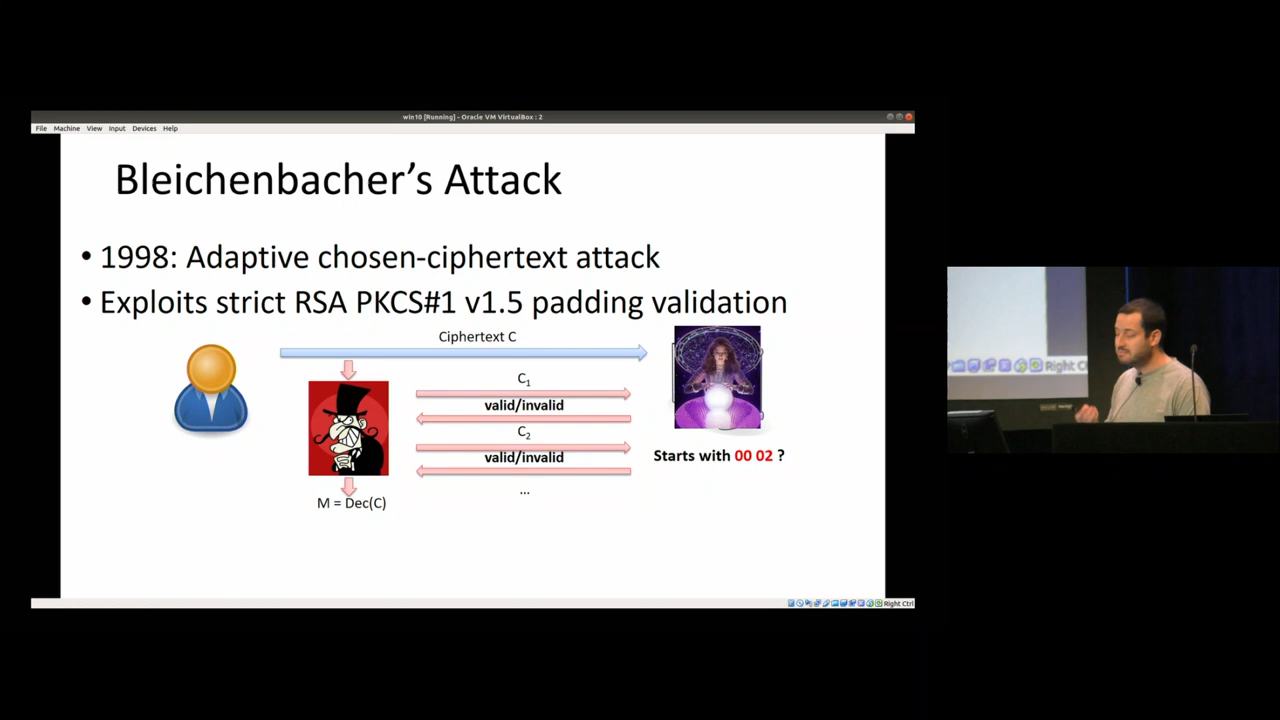 win10 [Running] - Oracle VM VirtualBox : 2
File Machine View Input Devices Help
Bleichenbacher's Attack
• 1998: Adaptive chosen-ciphertext attack
• Exploits strict RSA PKCS#1 v1.5 padding validation
Ciphertext C
C1
valid/invalid
C2
valid/invalid
...
Starts with 00 02 ?
M = Dec(C)
Right Ctrl
Right Ct